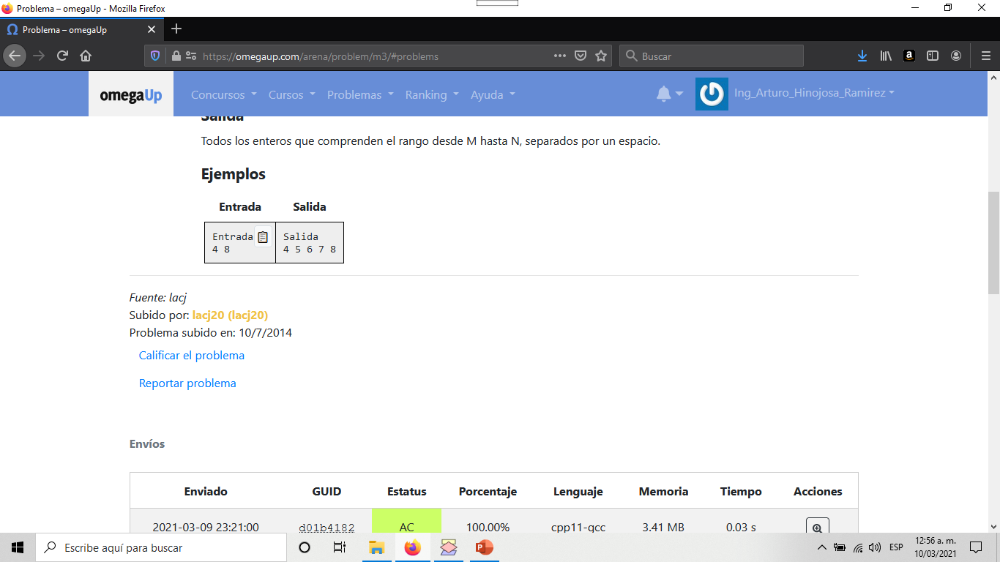 Problema – omegaUp - Mozilla Firefox
Problema – omegaUp
https://omegaup.com/arena/problem/m3/#problems
Buscar
omegaUp Concursos Cursos Problemas Ranking Ayuda Ing_Arturo_Hinojosa_Ramirez
Salida
Todos los enteros que comprenden el rango desde M hasta N, separados por un espacio.
Ejemplos
Entrada Salida
Entrada Salida
4 8 4 5 6 7 8
Fuente: lacj
Subido por: lacj20 (lacj20)
Problema subido en: 10/7/2014
Calificar el problema
Reportar problema
Envíos
Enviado GUID Estatus Porcentaje Lenguaje Memoria Tiempo Acciones
2021-03-09 23:21:00 d01b4182 AC 100.00% cpp11-gcc 3.41 MB 0.03 s
Escribe aquí para buscar
ESP
12:56 a. m.
10/03/2021